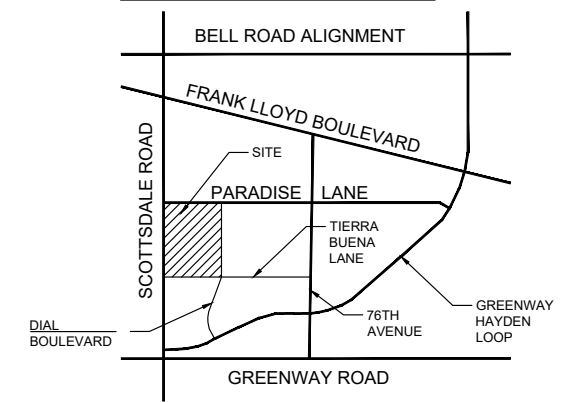 BELL ROAD ALIGNMENT
FRANK LLOYD BOULEVARD
SCOTTSDALE ROAD
SITE
PARADISE LANE
TIERRA
BUENA
LANE
DIAL
BOULEVARD
76TH
AVENUE
GREENWAY
HAYDEN
LOOP
GREENWAY ROAD